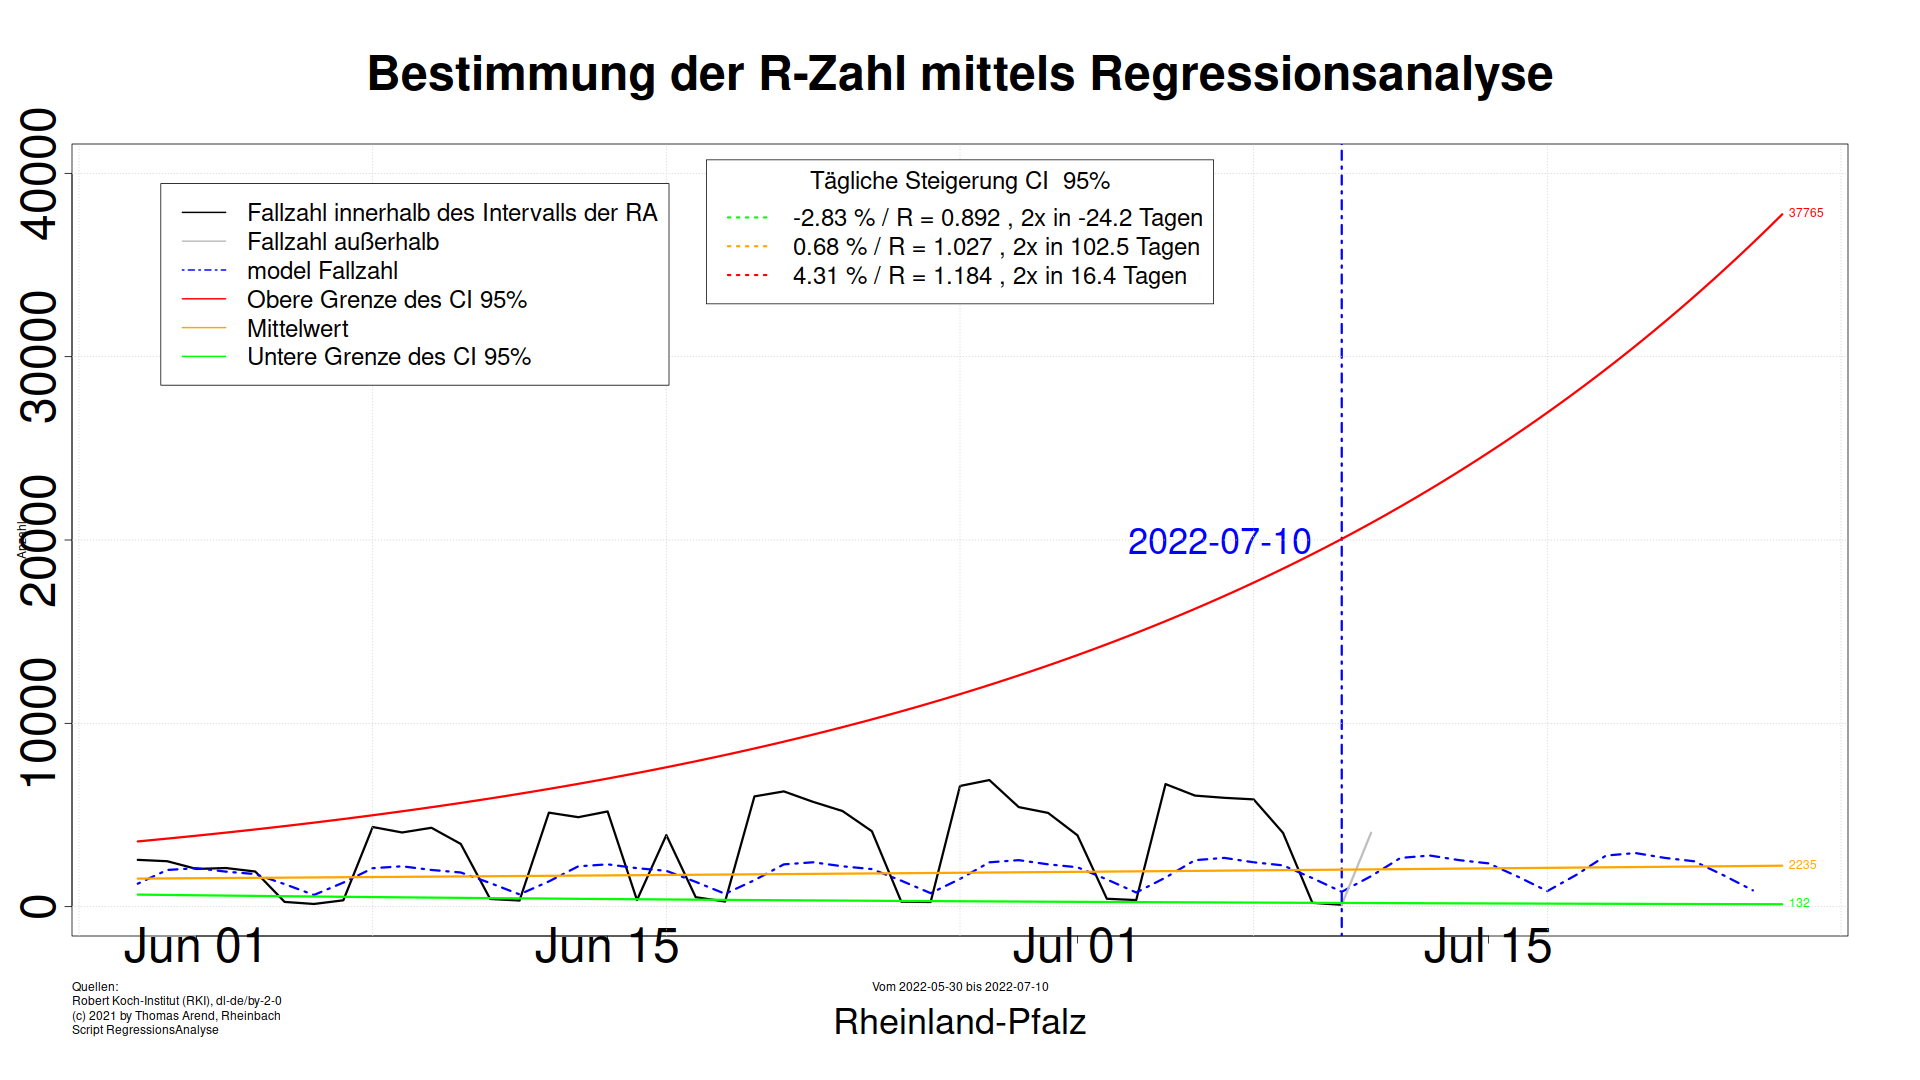 Bestimmung der R-Zahl mittels Regressionsanalyse
40000
30000
20000
10000
0
Anzahl
Fallzahl innerhalb des Intervalls der RA
Fallzahl außerhalb
model Fallzahl
Obere Grenze des CI 95%
Mittelwert
Untere Grenze des CI 95%
Tägliche Steigerung CI  95%
-2.83 % / R = 0.892 , 2x in -24.2 Tagen
0.68 % / R = 1.027 , 2x in 102.5 Tagen
4.31 % / R = 1.184 , 2x in 16.4 Tagen
37765
2022-07-10
2235
132
Jun 01
Jun 15
Jul 01
Jul 15
Quellen:
Robert Koch-Institut (RKI), dl-de/by-2-0
(c) 2021 by Thomas Arend, Rheinbach
Script RegressionsAnalyse
Vom 2022-05-30 bis 2022-07-10
Rheinland-Pfalz